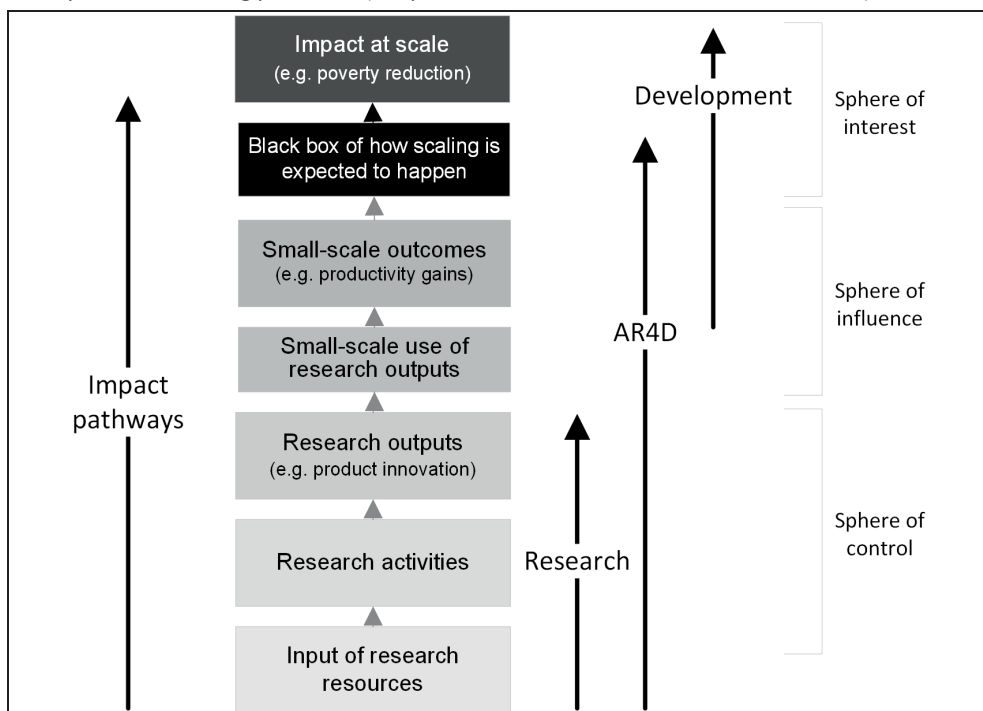 Impact at scale
(e.g. poverty reduction)
Black box of how scaling is
expected to happen
Small-scale outcomes
(e.g. productivity gains)
Small-scale use of
research outputs
Research outputs
(e.g. product innovation)
Research activities
Input of research
resources
Impact
pathways
Development
AR4D
Research
Sphere of
interest
Sphere of
influence
Sphere of
control